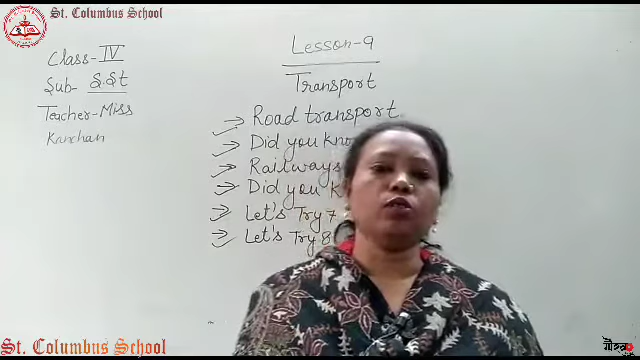 St. Columbus School
Class-IV
Sub- S.St
Teacher-Miss
Kanchan
Lesson-9
Transport
Road transport
Did you know
Railways
Did you K
Let's Try 7
Let's Try 8
St. Columbus School